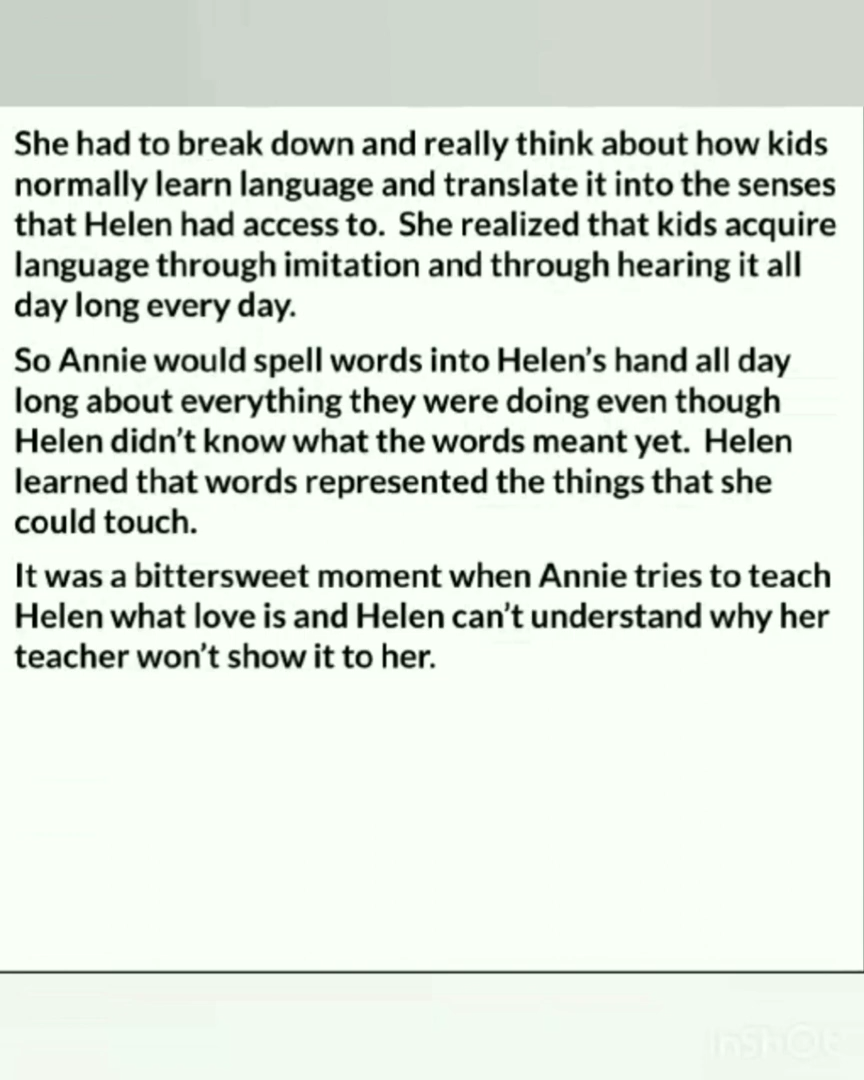 She had to break down and really think about how kids
normally learn language and translate it into the senses
that Helen had access to.  She realized that kids acquire
language through imitation and through hearing it all
day long every day.
So Annie would spell words into Helen's hand all day
long about everything they were doing even though
Helen didn't know what the words meant yet.  Helen
learned that words represented the things that she
could touch.
It was a bittersweet moment when Annie tries to teach
Helen what love is and Helen can't understand why her
teacher won't show it to her.
InShOt